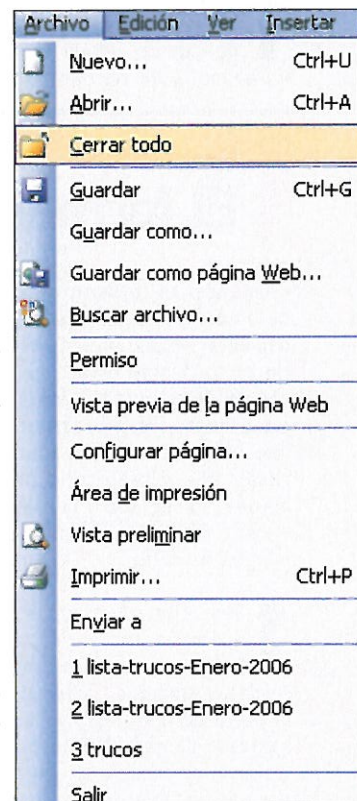 Archivo Edición Ver Insertar
Nuevo... Ctrl+U
Abrir... Ctrl+A
Cerrar todo
Guardar Ctrl+G
Guardar como...
Guardar como página Web...
Buscar archivo...
Permiso
Vista previa de la página Web
Configurar página...
Área de impresión
Vista preliminar
Imprimir... Ctrl+P
Enviar a
1 lista-trucos-Enero-2006
2 lista-trucos-Enero-2006
3 trucos
Salir